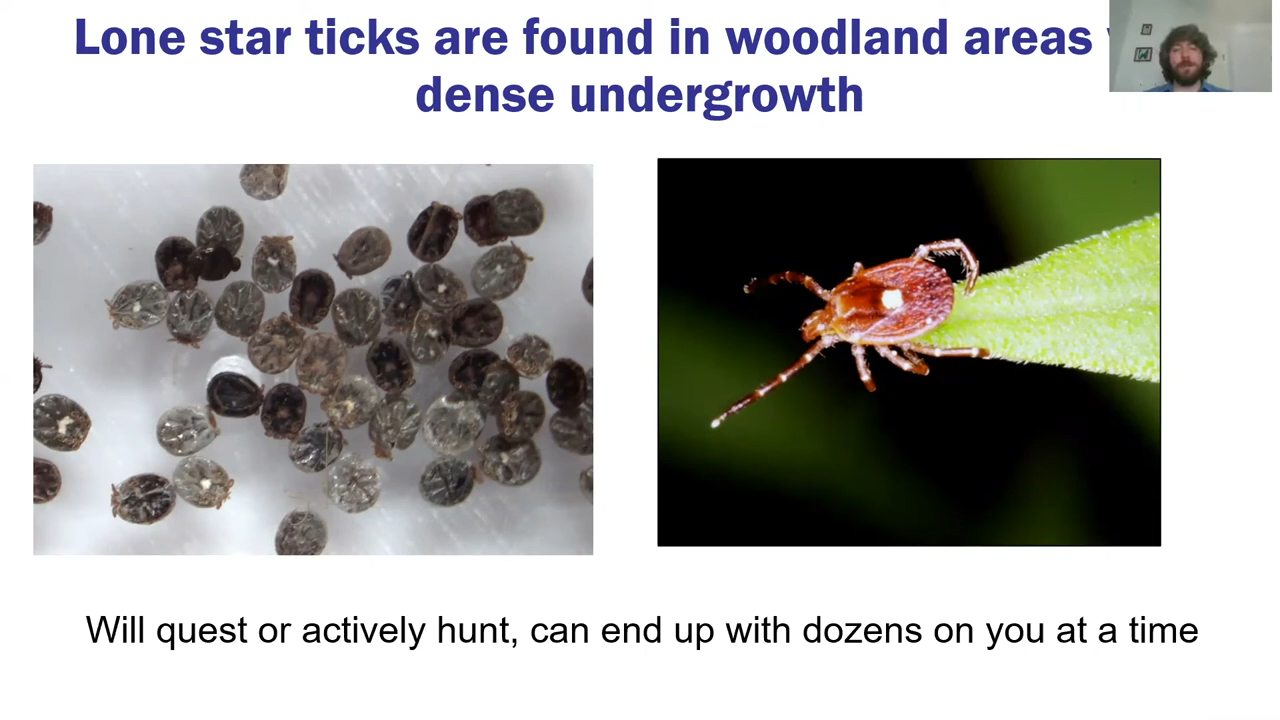 Lone star ticks are found in woodland areas
dense undergrowth
Will quest or actively hunt, can end up with dozens on you at a time